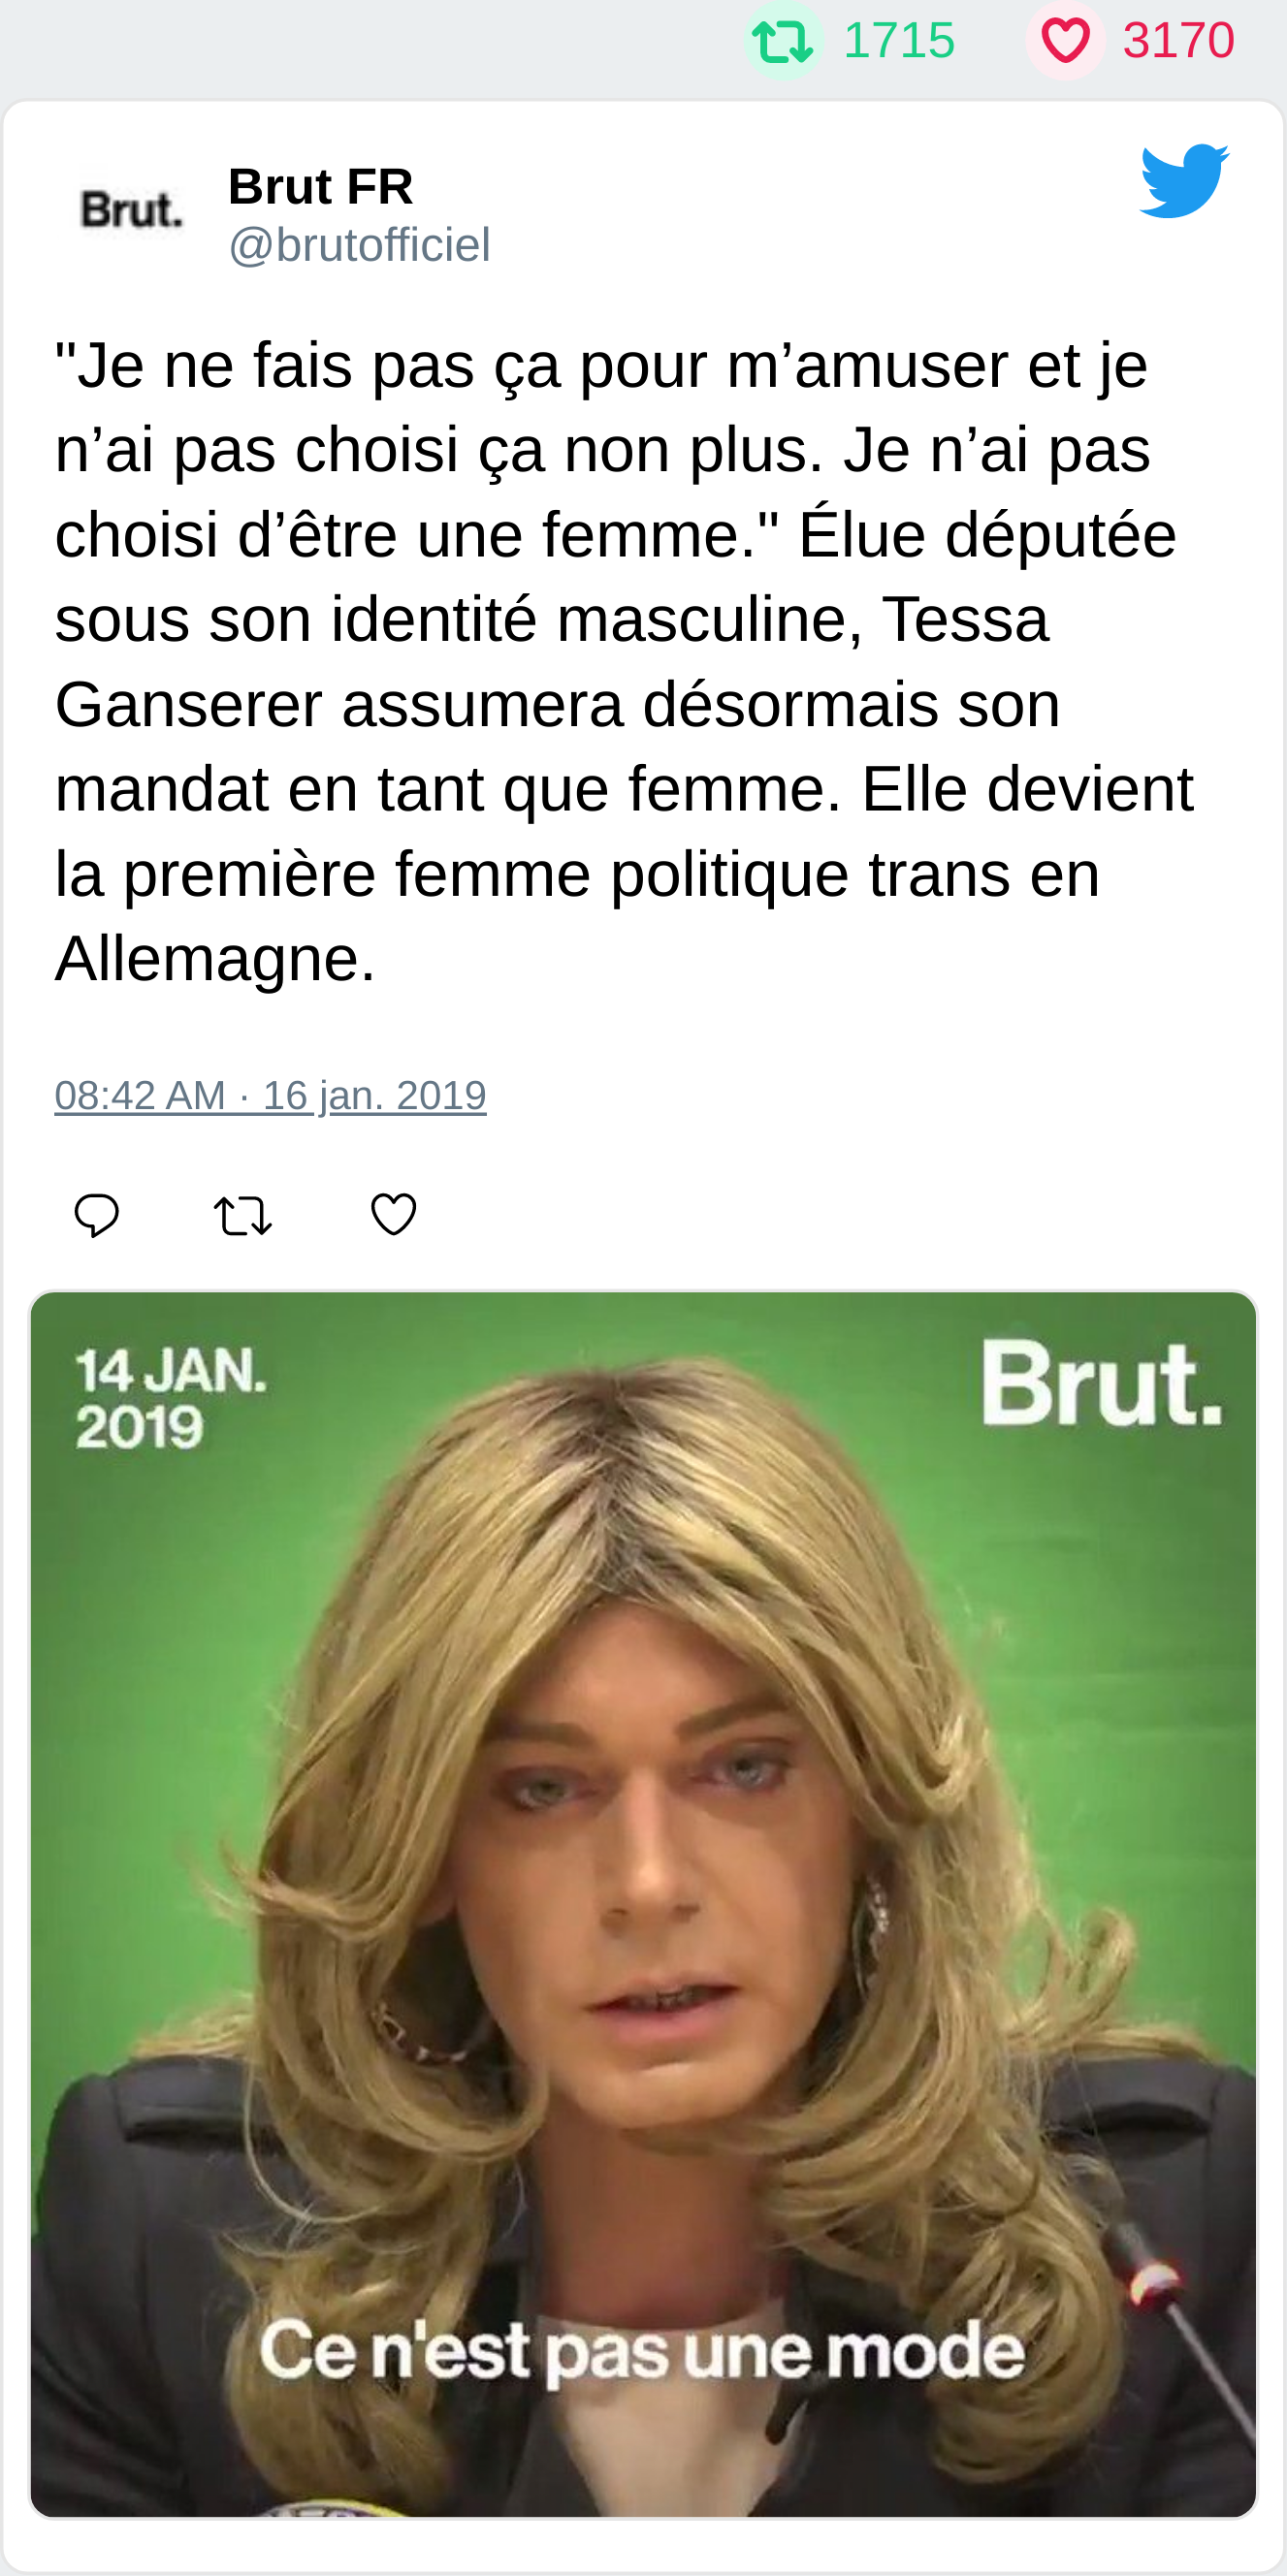 1715 3170
Brut.
Brut FR
@brutofficiel
"Je ne fais pas ça pour m’amuser et je
n’ai pas choisi ça non plus. Je n’ai pas
choisi d’être une femme." Élue députée
sous son identité masculine, Tessa
Ganserer assumera désormais son
mandat en tant que femme. Elle devient
la première femme politique trans en
Allemagne.
08:42 AM · 16 jan. 2019
14 JAN.
2019
Brut.
Ce n'est pas une mode